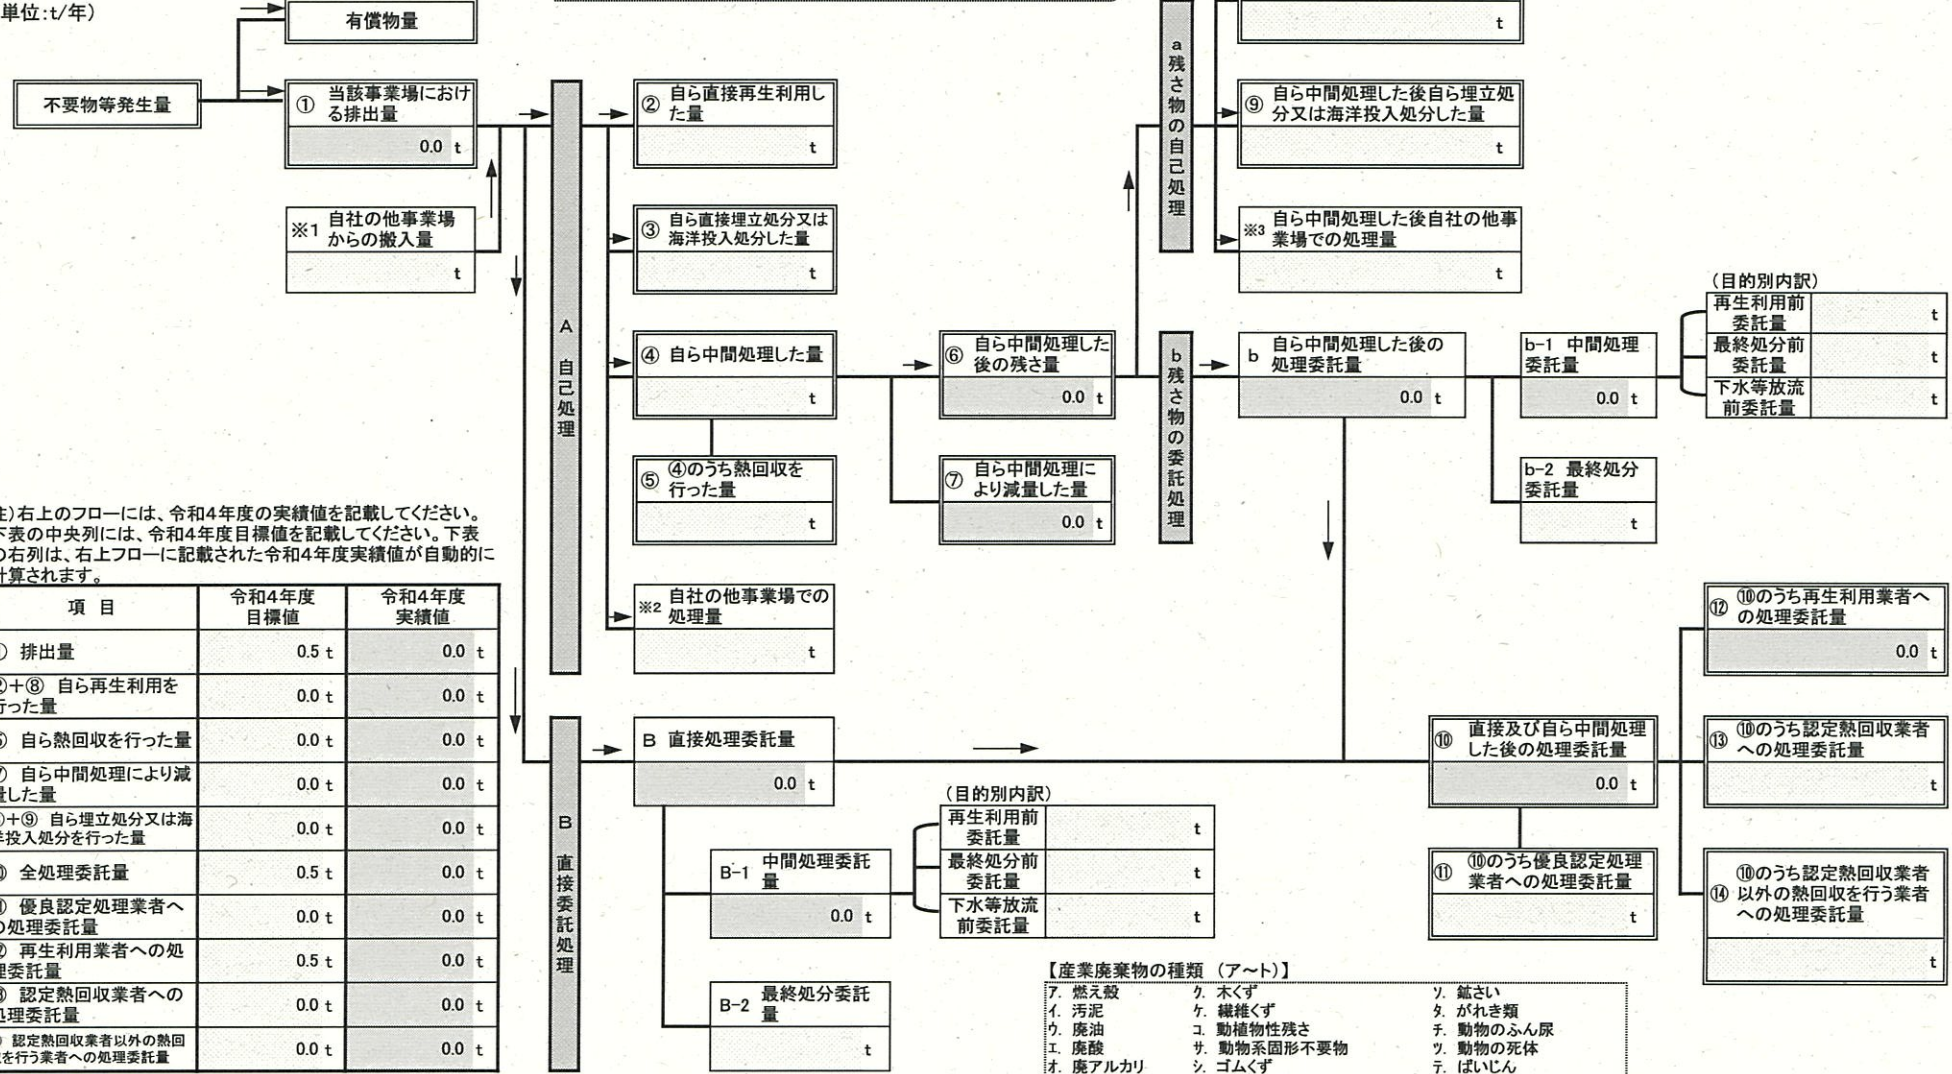 単位:t/年)
有償物量
不要物等発生量
① 当該事業場におけ
る排出量
0.0 t
※1 自社の他事業場
からの搬入量
t
A 自己処理
② 自ら直接再生利用し
た量
t
③ 自ら直接埋立処分又は
海洋投入処分した量
t
④ 自ら中間処理した量
t
⑤ ④のうち熱回収を
行った量
t
※2 自社の他事業場での
処理量
t
⑥ 自ら中間処理した
後の残さ量
0.0 t
⑦ 自ら中間処理に
より減量した量
0.0 t
a 残さ物の自己処理
t
⑨ 自ら中間処理した後自ら埋立処
分又は海洋投入処分した量
t
※3 自ら中間処理した後自社の他事
業場での処理量
t
b 残さ物の委託処理
b 自ら中間処理した後の
処理委託量
0.0 t
b-1 中間処理
委託量
0.0 t
b-2 最終処分
委託量
t
(目的別内訳)
再生利用前
委託量
t
最終処分前
委託量
t
下水等放流
前委託量
t
注)右上のフローには、令和4年度の実績値を記載してください。
下表の中央列には、令和4年度目標値を記載してください。下表
の右列は、右上フローに記載された令和4年度実績値が自動的に
計算されます。
項 目
令和4年度
目標値
令和4年度
実績値
① 排出量 0.5 t 0.0 t
②+⑧ 自ら再生利用を
行った量 0.0 t 0.0 t
⑤ 自ら熱回収を行った量 0.0 t 0.0 t
⑦ 自ら中間処理により減
量した量 0.0 t 0.0 t
③+⑨ 自ら埋立処分又は海
洋投入処分を行った量 0.0 t 0.0 t
⑩ 全処理委託量 0.5 t 0.0 t
⑪ 優良認定処理業者へ
の処理委託量 0.0 t 0.0 t
⑫ 再生利用業者への処
理委託量 0.5 t 0.0 t
⑬ 認定熱回収業者への
処理委託量 0.0 t 0.0 t
認定熱回収業者以外の熱回
収を行う業者への処理委託量 0.0 t 0.0 t
B 直接委託処理
B 直接処理委託量
0.0 t
B-1 中間処理委託
量
0.0 t
B-2 最終処分委託
量
t
(目的別内訳)
再生利用前
委託量
t
最終処分前
委託量
t
下水等放流
前委託量
t
⑩ 直接及び自ら中間処理
した後の処理委託量
0.0 t
⑪ ⑩のうち優良認定処理
業者への処理委託量
t
⑫ ⑩のうち再生利用業者へ
の処理委託量
0.0 t
⑬ ⑩のうち認定熱回収業者
への処理委託量
t
⑭ ⑩のうち認定熱回収業者
以外の熱回収を行う業者
への処理委託量
t
【産業廃棄物の種類 (ア~ト)】
ア. 燃え殻 ク. 木くず ソ. 鉱さい
イ. 汚泥 ケ. 繊維くず タ. がれき類
ウ. 廃油 コ. 動植物性残さ チ. 動物のふん尿
エ. 廃酸 サ. 動物系固形不要物 ツ. 動物の死体
オ. 廃アルカリ シ. ゴムくず テ. ばいじん